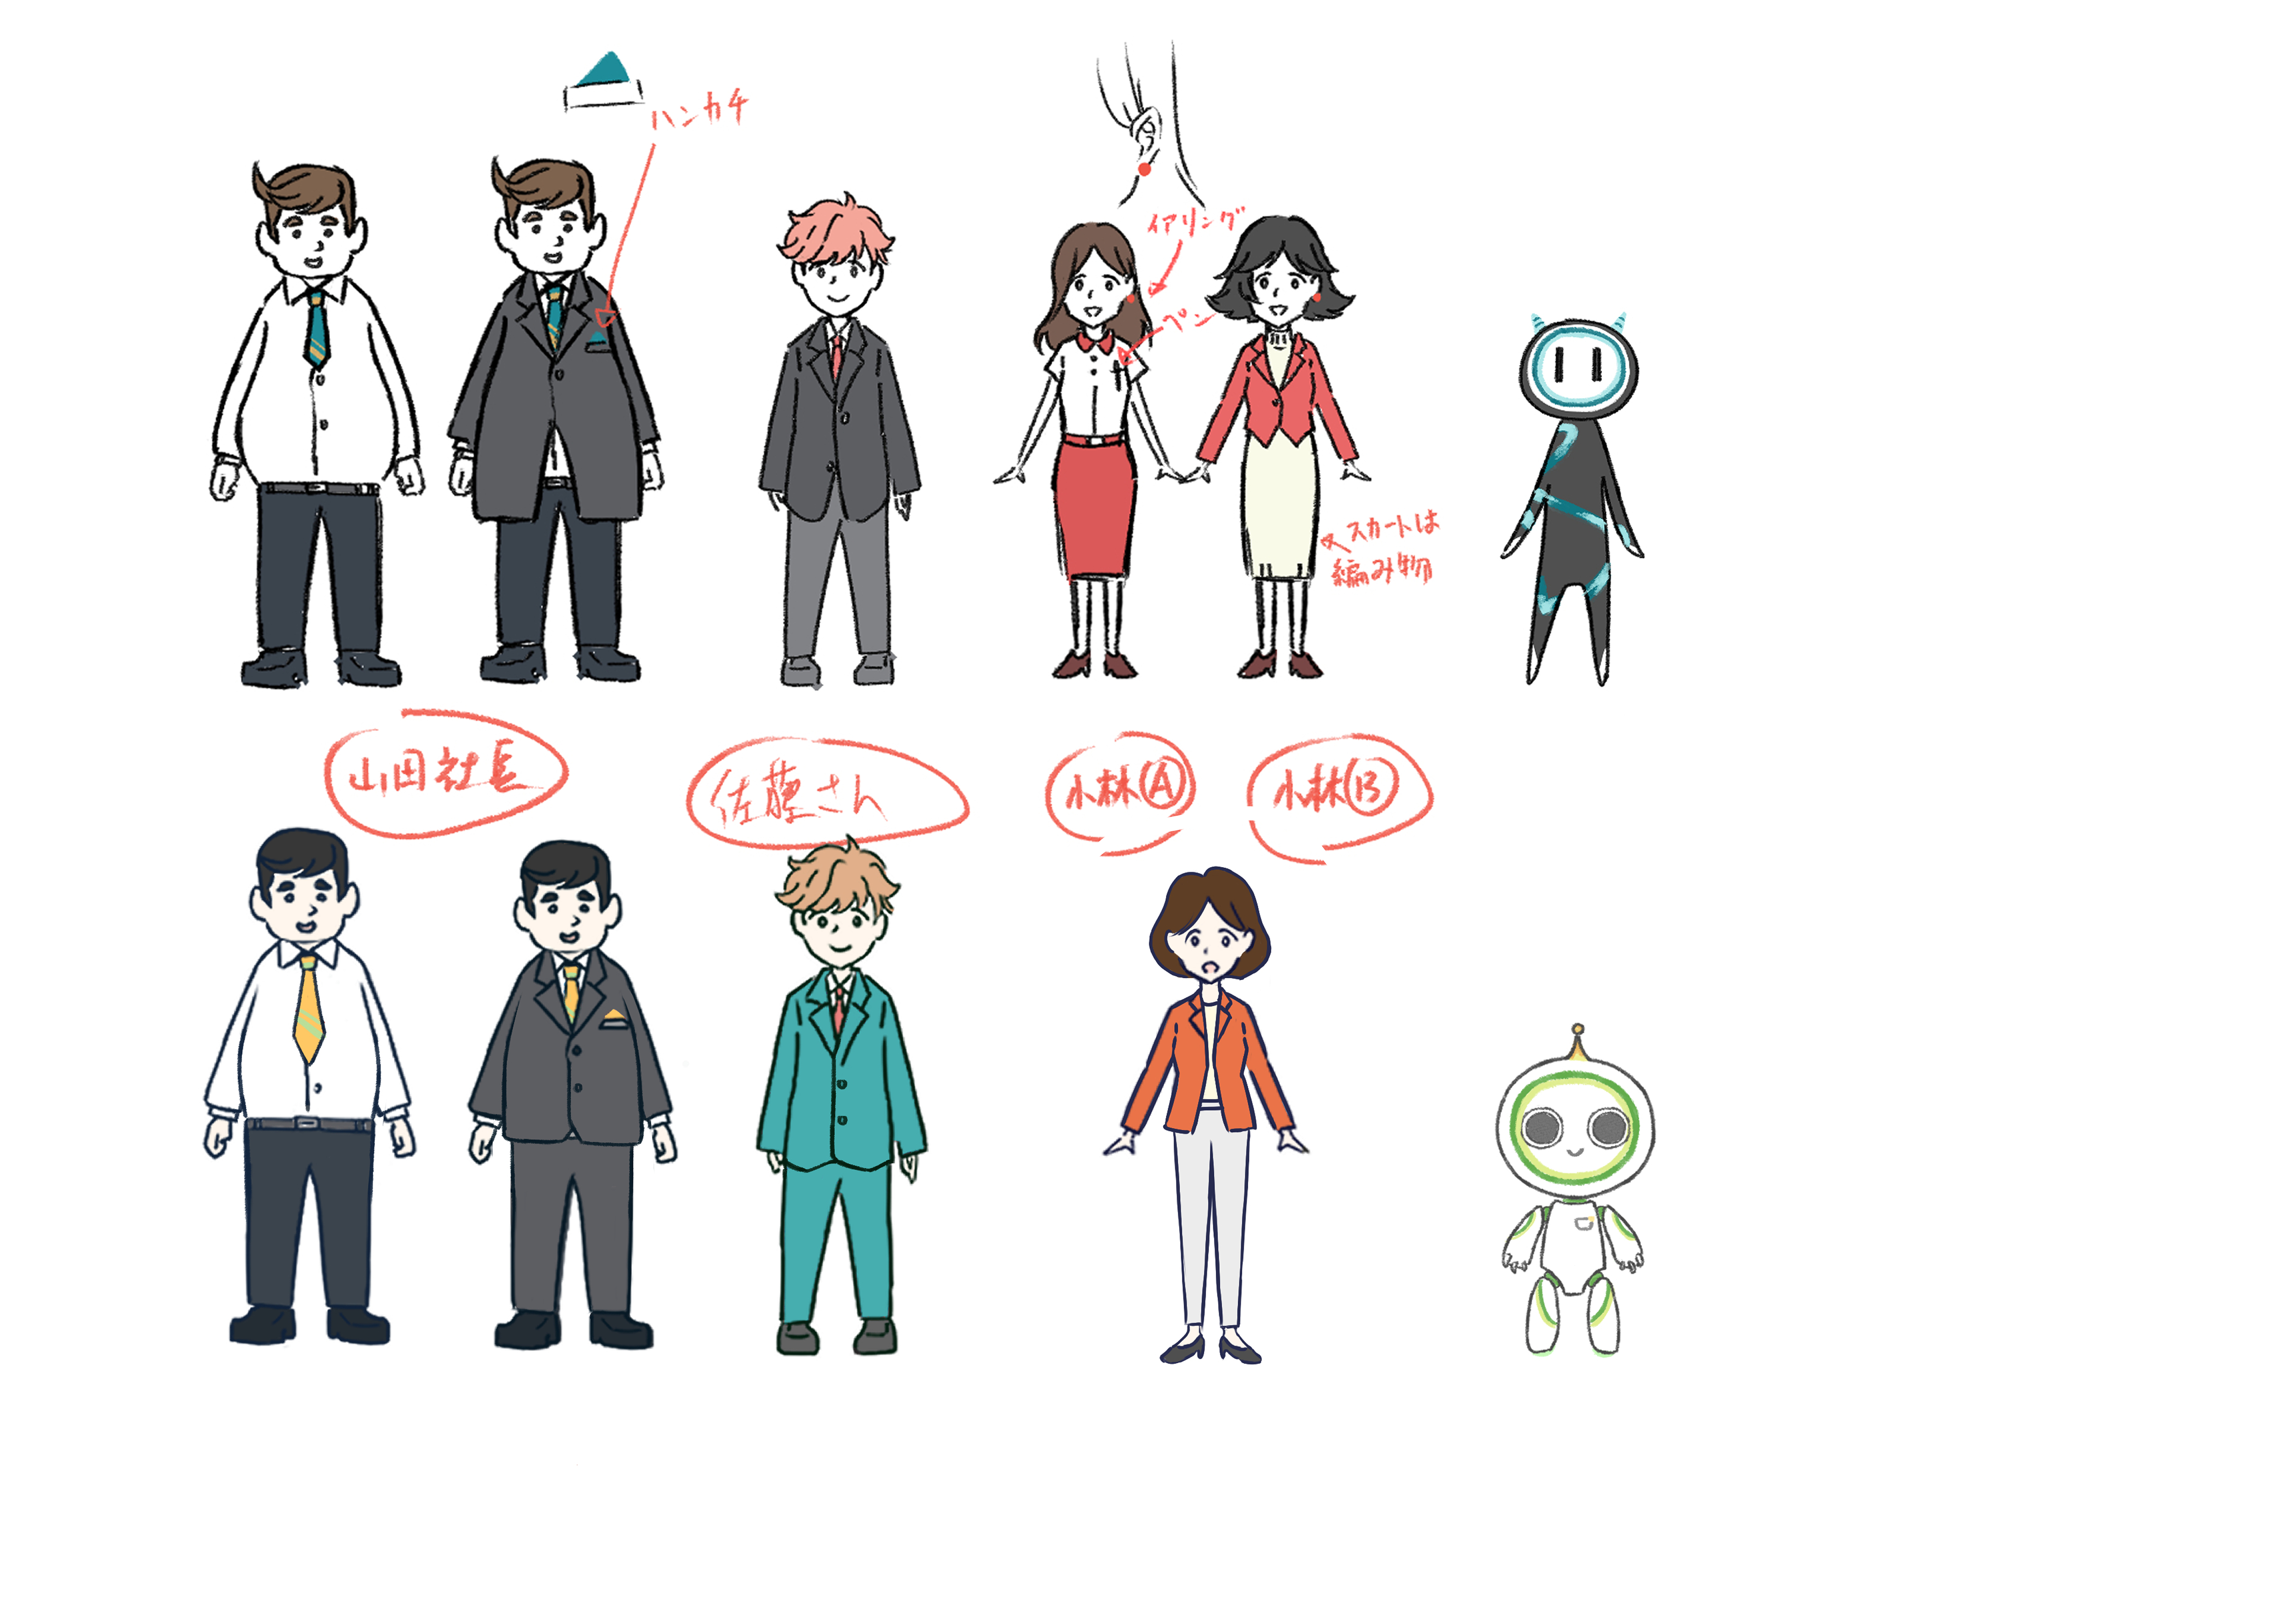 ハンカチ
イアリング
ペン
スカートは
編み物
山田社長
佐藤さん
小林Ⓐ
小林Ⓑ